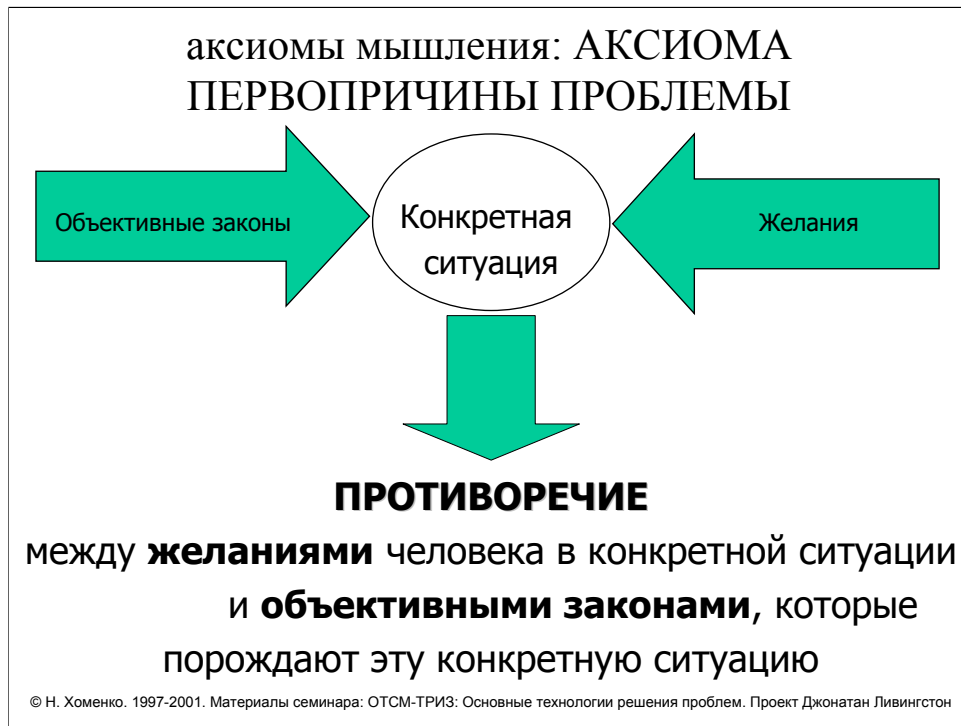 аксиомы мышления: АКСИОМА
ПЕРВОПРИЧИНЫ ПРОБЛЕМЫ
Объективные законы
Конкретная
ситуация
Желания
ПРОТИВОРЕЧИЕ
между желаниями человека в конкретной ситуации
и объективными законами, которые
порождают эту конкретную ситуацию
© Н. Хоменко. 1997-2001. Материалы семинара: ОТСМ-ТРИЗ: Основные технологии решения проблем. Проект Джонатан Ливингстон